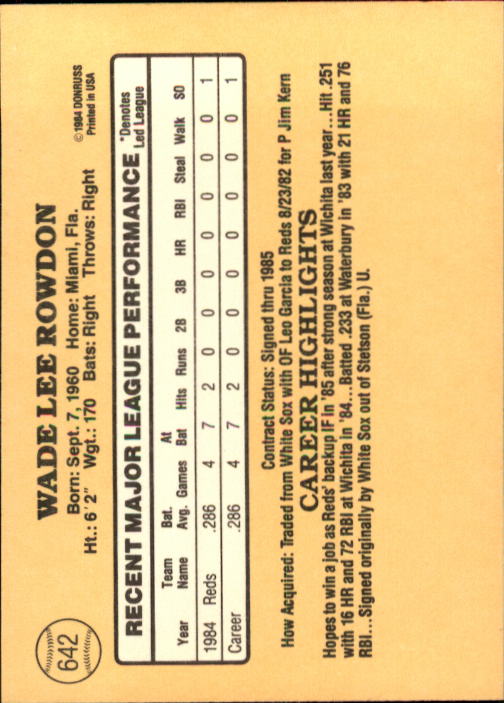 642
WADE LEE ROWDON
Born: Sept. 7, 1960 Home: Miami, Fla.
Ht.: 6'2" Wgt.: 170 Bats: Right Throws: Right
©1984 DONRUSS
Printed in USA
RECENT MAJOR LEAGUE PERFORMANCE
*Denotes
Led League
Team Bat. At
Year Name Avg. Games Bat Hits Runs 2B 3B HR RBI Steal Walk SO
1984 Reds .286 4 7 2 0 0 0 0 0 0 0 1
Career .286 4 7 2 0 0 0 0 0 0 0 1
Contract Status: Signed thru 1985
How Acquired: Traded from White Sox with OF Leo Garcia to Reds 8/23/82 for P Jim Kern
CAREER HIGHLIGHTS
Hopes to win a job as Reds' backup IF in '85 after strong season at Wichita last year...Hit .251
with 16 HR and 72 RBI at Wichita in '84...Batted .233 at Waterbury in '83 with 21 HR and 76
RBI...Signed originally by White Sox out of Stetson (Fla.) U.